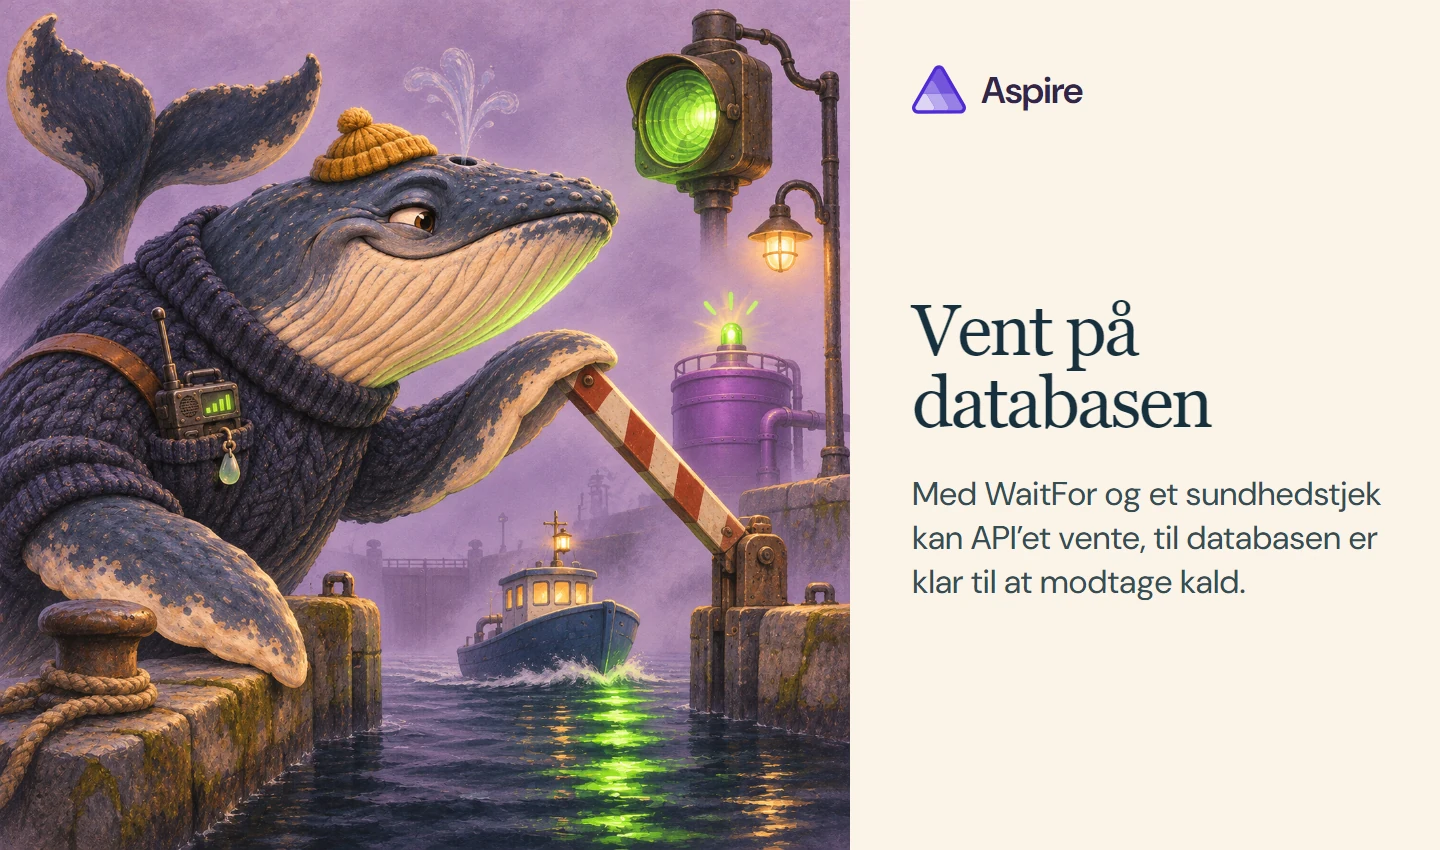 Aspire
Vent på
databasen
Med WaitFor og et sundhedstjek
kan API’et vente, til databasen er
klar til at modtage kald.